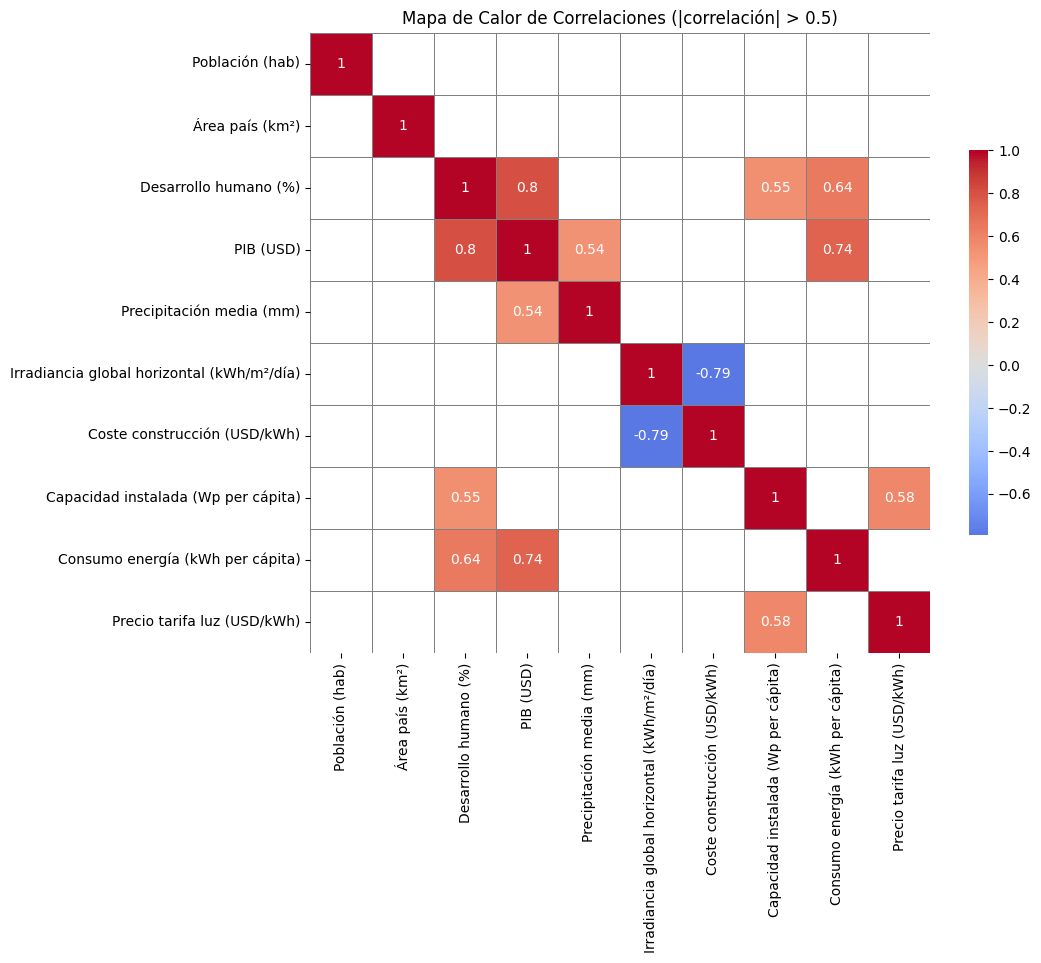 Mapa de Calor de Correlaciones (|correlación| > 0.5)
Población (hab) 1
Área país (km²) 1
Desarrollo humano (%) 1 0.8 0.55 0.64
PIB (USD) 0.8 1 0.54 0.74
Precipitación media (mm) 0.54 1
Irradiancia global horizontal (kWh/m²/día) 1 -0.79
Coste construcción (USD/kWh) -0.79 1
Capacidad instalada (Wp per cápita) 0.55 1 0.58
Consumo energía (kWh per cápita) 0.64 0.74 1
Precio tarifa luz (USD/kWh) 0.58 1
Población (hab)
Área país (km²)
Desarrollo humano (%)
PIB (USD)
Precipitación media (mm)
Irradiancia global horizontal (kWh/m²/día)
Coste construcción (USD/kWh)
Capacidad instalada (Wp per cápita)
Consumo energía (kWh per cápita)
Precio tarifa luz (USD/kWh)
1.0
0.8
0.6
0.4
0.2
0.0
−0.2
−0.4
−0.6